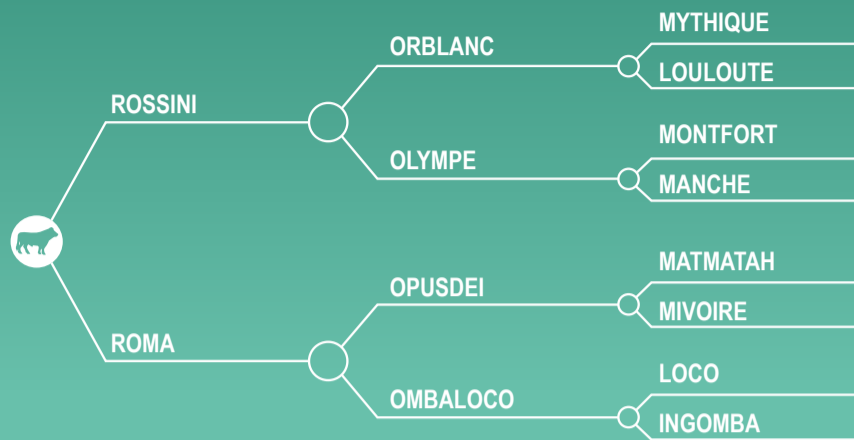 MYTHIQUE
ORBLANC
LOULOUTE
ROSSINI
MONTFORT
OLYMPE
MANCHE
MATMATAH
OPUSDEI
MIVOIRE
ROMA
LOCO
OMBALOCO
INGOMBA